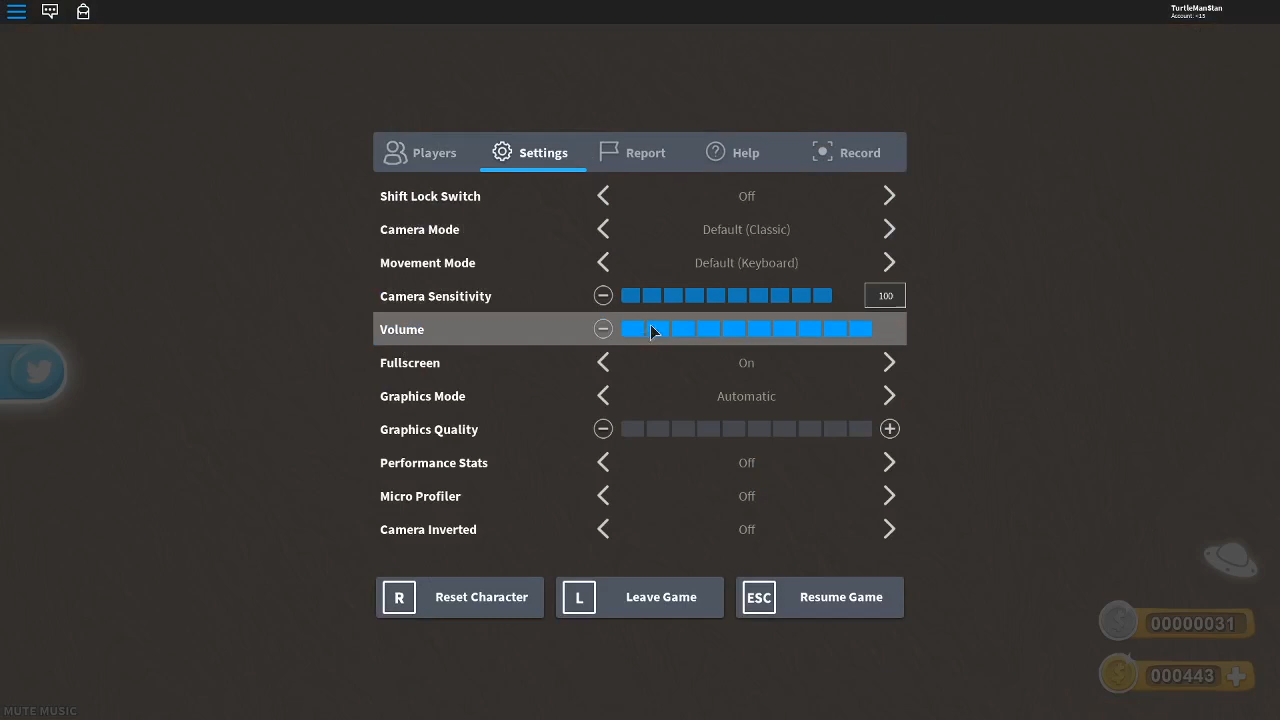 TurtleManStan
Account: <13
Players
Settings
Report
Help
Record
Shift Lock Switch
Off
Camera Mode
Default (Classic)
Movement Mode
Default (Keyboard)
Camera Sensitivity
100
Volume
Fullscreen
On
Graphics Mode
Automatic
Graphics Quality
Performance Stats
Off
Micro Profiler
Off
Camera Inverted
Off
R Reset Character
L Leave Game
ESC Resume Game
00000031
000443
MUTE MUSIC